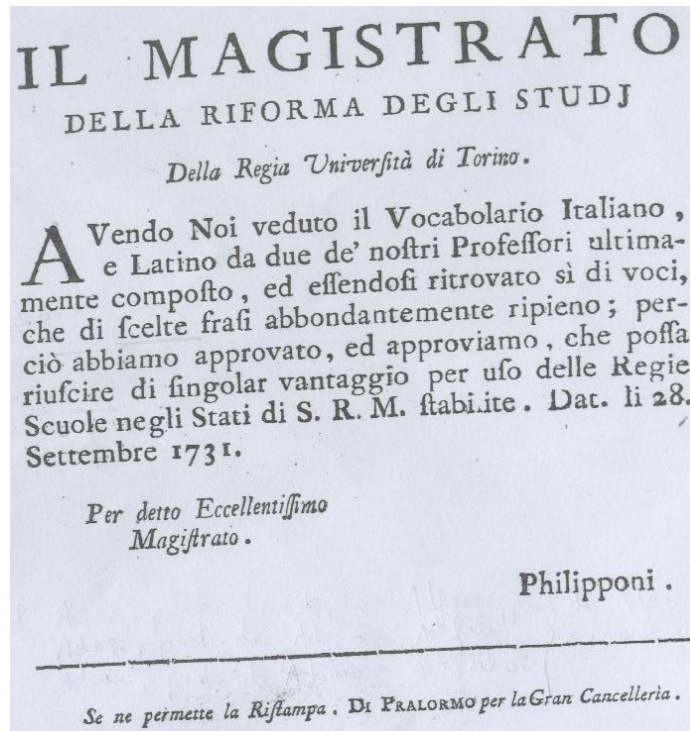 IL MAGISTRATO
DELLA RIFORMA DEGLI STUDJ
Della Regia Univerſità di Torino.
AVendo Noi veduto il Vocabolario Italiano,
e Latino da due de' noſtri Profeſſori ultima-
mente compoſto, ed eſſendoſi ritrovato sì di voci,
che di ſcelte fraſi abbondantemente ripieno; per-
ciò abbiamo approvato, ed approviamo, che poſſa
riuſcire di ſingolar vantaggio per uſo delle Regie
Scuole negli Stati di S. R. M. ſtabilite. Dat. li 28.
Settembre 1731.
Per detto Eccellentiſſimo
Magiſtrato.
Philipponi.
Se ne permette la Riſtampa. DI PRALORMO per la Gran Cancelleria.